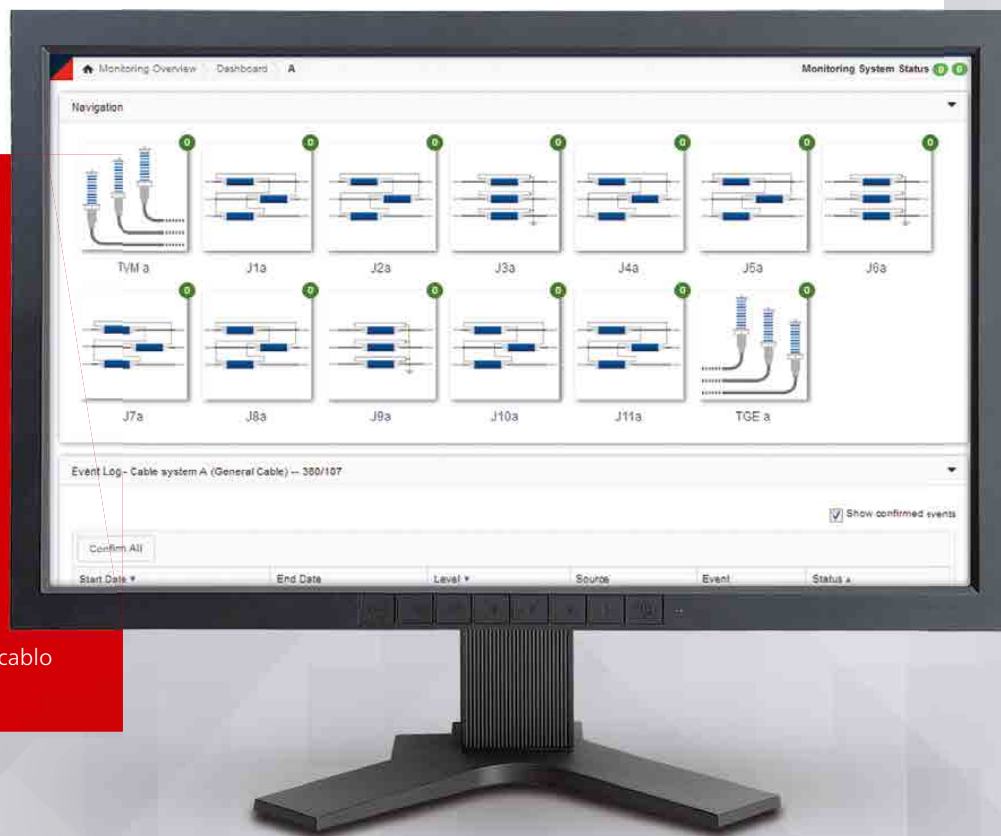 Monitoring Overview Dashboard A
Monitoring System Status 0 0
Navigation
0 0 0 0 0 0 0
TVM a J1a J2a J3a J4a J5a J6a
0 0 0 0 0 0
J7a J8a J9a J10a J11a TGE a
Event Log - Cable system A (General Cable) -- 380/107
Show confirmed events
Confirm All
Start Date End Date Level Source Event Status
cablo